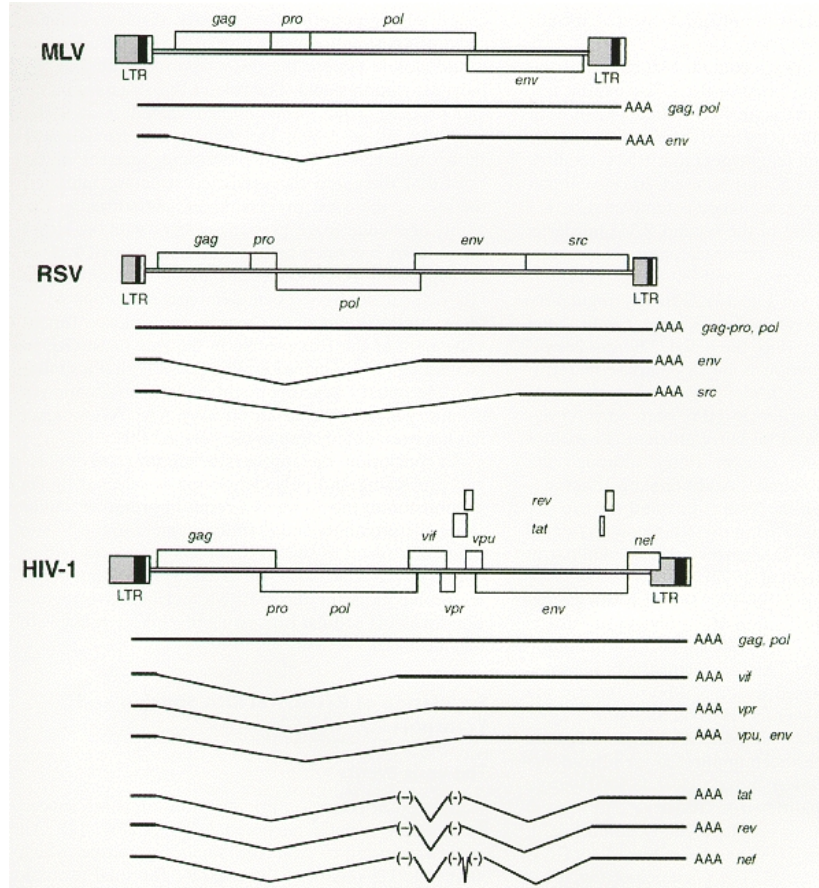 gag pro pol
MLV
LTR env LTR
AAA gag, pol
AAA env
gag pro env src
RSV
LTR pol LTR
AAA gag-pro, pol
AAA env
AAA src
rev
tat
gag vif vpu nef
HIV-1
LTR pro pol vpr env LTR
AAA gag, pol
AAA vif
AAA vpr
AAA vpu, env
(–) (-) AAA tat
(–) (-) AAA rev
(–) (-) (-) AAA nef